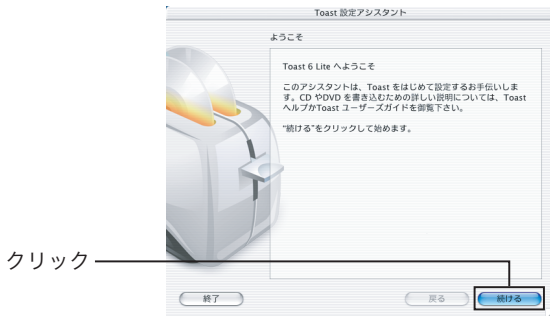 Toast 設定アシスタント
ようこそ
Toast 6 Lite へようこそ
このアシスタントは、Toast をはじめて設定するお手伝いしま
す。CD やDVD を書き込むための詳しい説明については、Toast
ヘルプかToast ユーザーズガイドを御覧下さい。
“続ける”をクリックして始めます。
クリック
終了
戻る
続ける